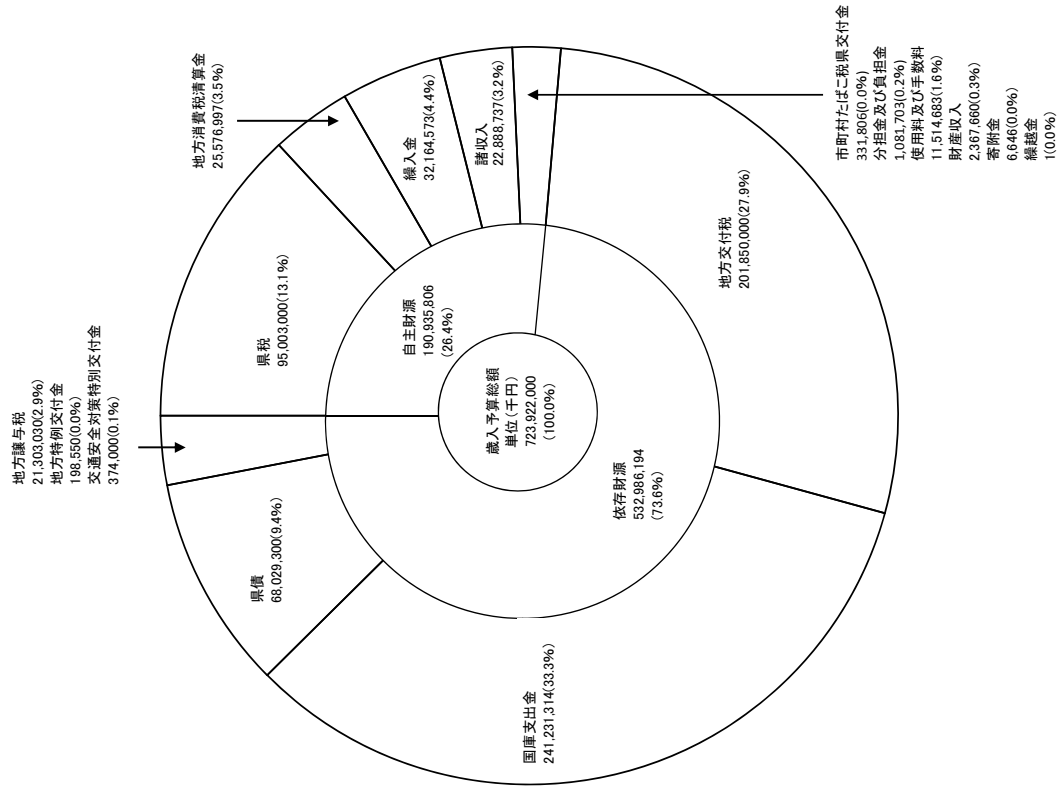 歳入予算総額
単位(千円)
723,922,000
(100.0%)
自主財源
190,935,806
(26.4%)
依存財源
532,986,194
(73.6%)
県税
95,003,000(13.1%)
地方消費税清算金
25,576,997(3.5%)
繰入金
32,164,573(4.4%)
諸収入
22,888,737(3.2%)
市町村たばこ税県交付金
331,806(0.0%)
分担金及び負担金
1,081,703(0.2%)
使用料及び手数料
11,514,683(1.6%)
財産収入
2,367,660(0.3%)
寄附金
6,646(0.0%)
繰越金
1(0.0%)
地方交付税
201,850,000(27.9%)
国庫支出金
241,231,314(33.3%)
県債
68,029,300(9.4%)
地方譲与税
21,303,030(2.9%)
地方特例交付金
198,550(0.0%)
交通安全対策特別交付金
374,000(0.1%)